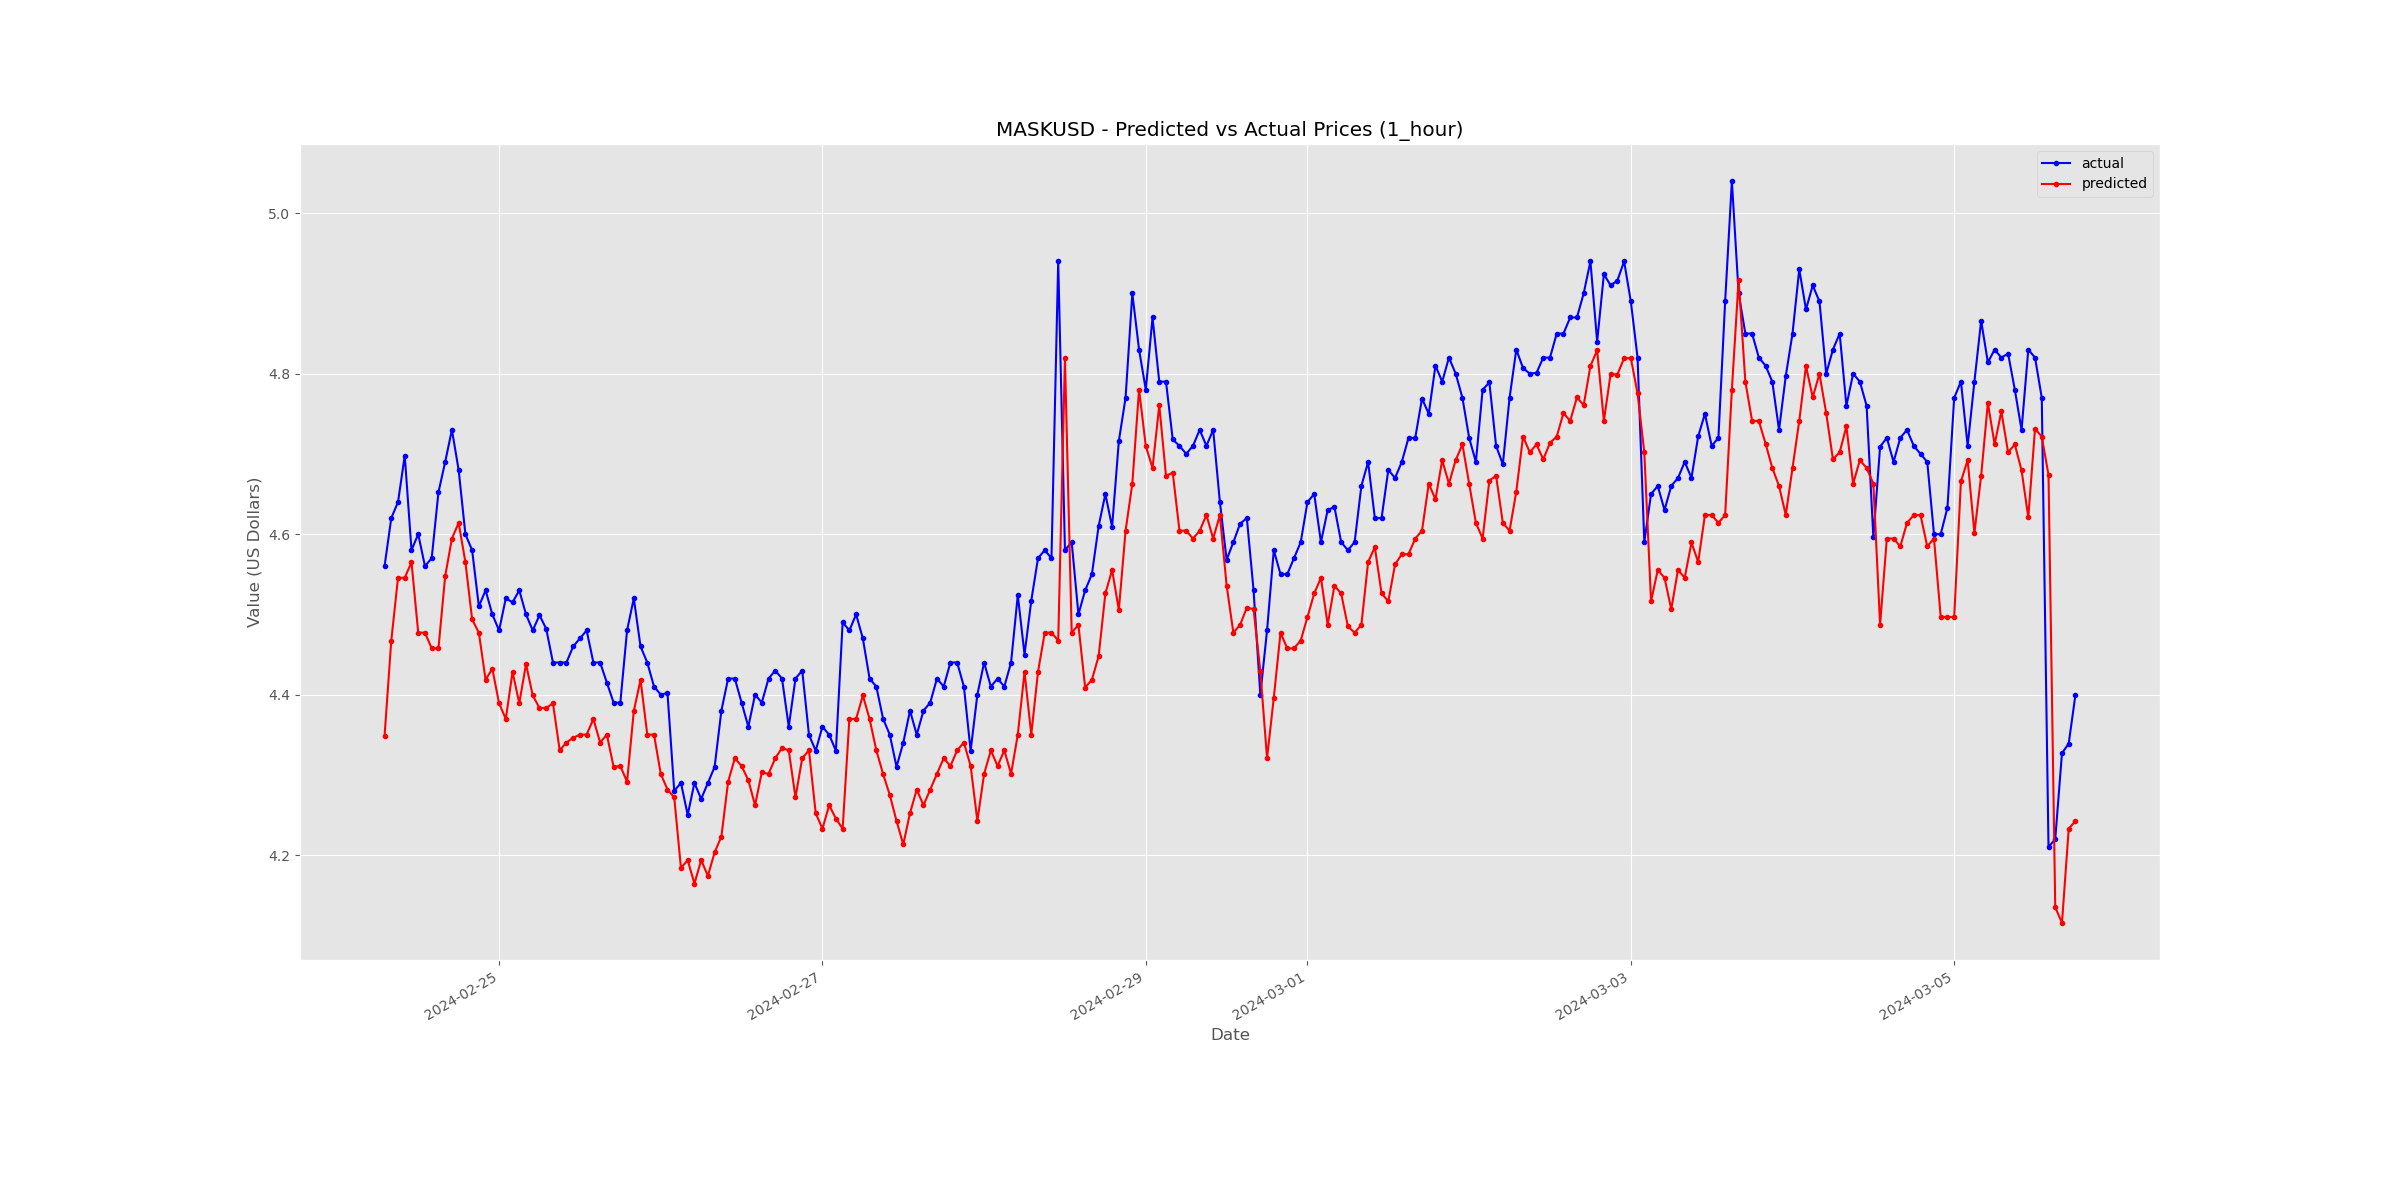 MASKUSD - Predicted vs Actual Prices (1_hour)
actual
predicted
5.0
4.8
4.6
4.4
4.2
Value (US Dollars)
2024-02-25
2024-02-27
2024-02-29
2024-03-01
2024-03-03
2024-03-05
Date